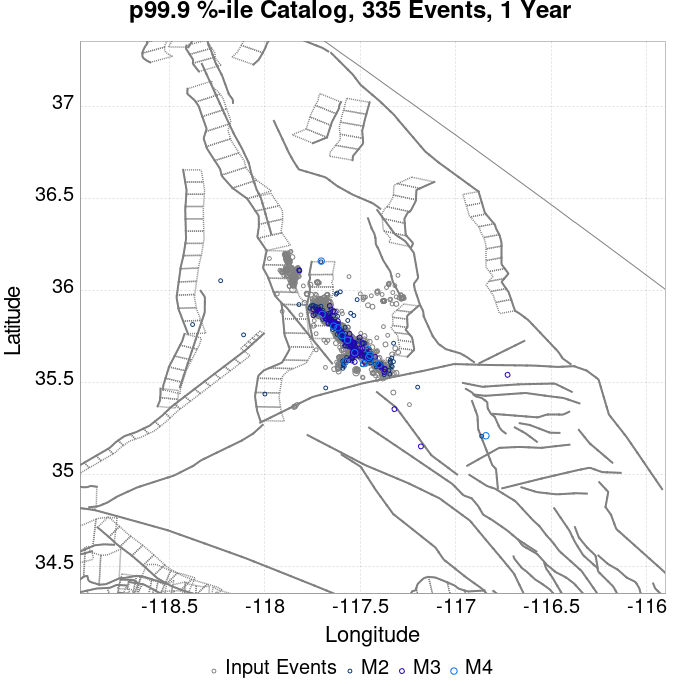 p99.9 %-ile Catalog, 335 Events, 1 Year
37
36.5
36
35.5
35
34.5
Latitude
-118.5 -118 -117.5 -117 -116.5 -116
Longitude
Input Events M2 M3 M4